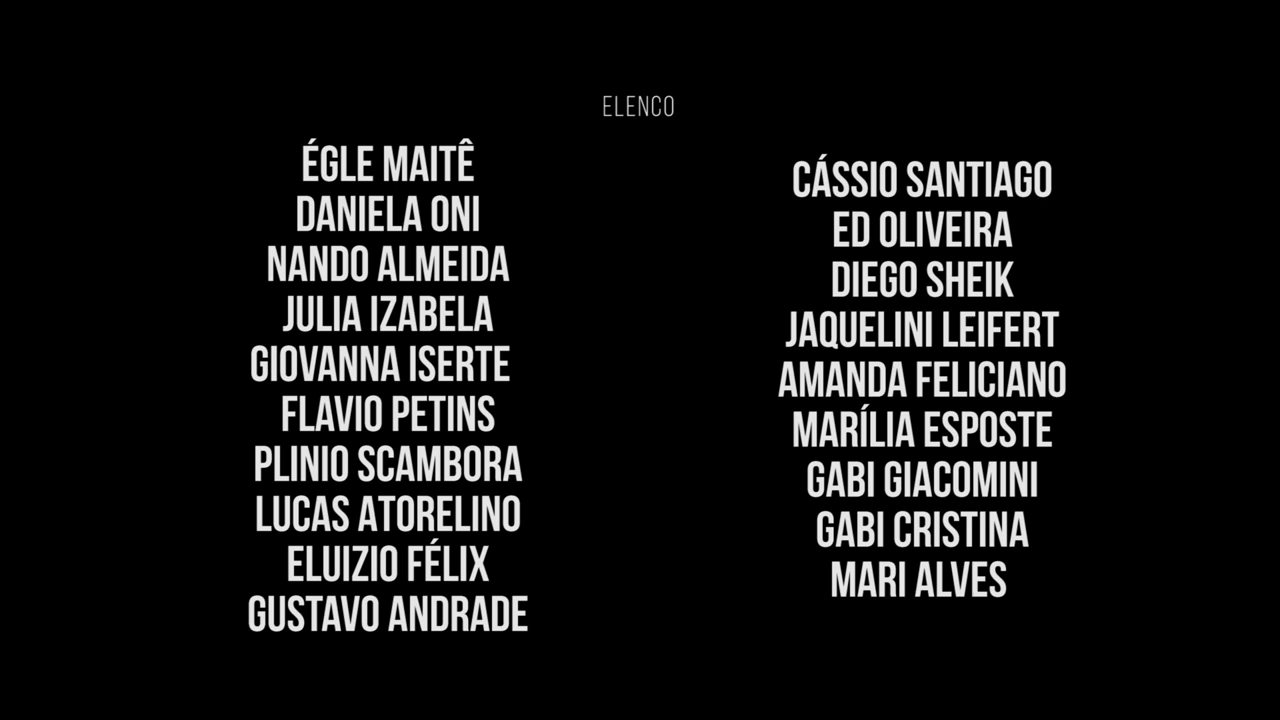 ELENCO
ÉGLE MAITÊ
DANIELA ONI
NANDO ALMEIDA
JULIA IZABELA
GIOVANNA ISERTE
FLAVIO PETINS
PLINIO SCAMBORA
LUCAS ATORELINO
ELUIZIO FÉLIX
GUSTAVO ANDRADE
CÁSSIO SANTIAGO
ED OLIVEIRA
DIEGO SHEIK
JAQUELINI LEIFERT
AMANDA FELICIANO
MARÍLIA ESPOSTE
GABI GIACOMINI
GABI CRISTINA
MARI ALVES